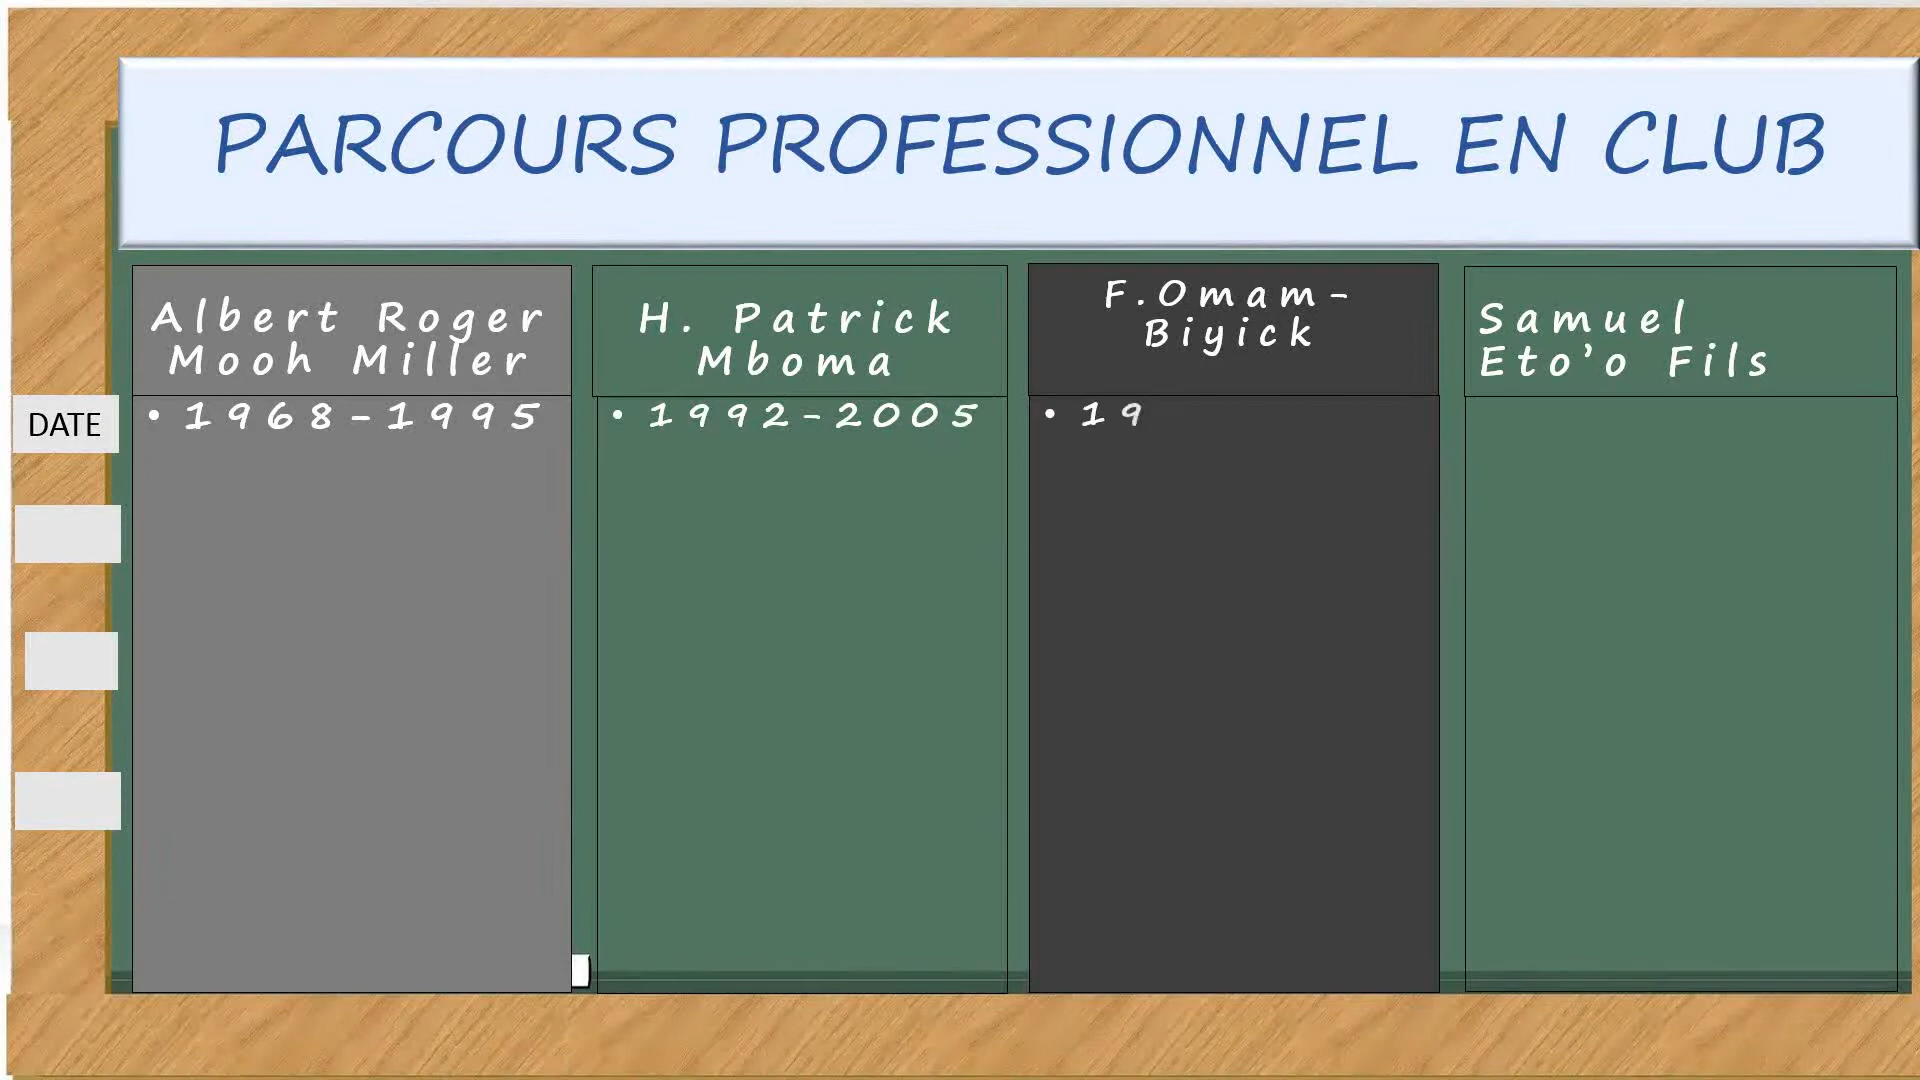 PARCOURS PROFESSIONNEL EN CLUB
Albert Roger
Mooh Miller
H. Patrick
Mboma
F.Omam-
Biyick
Samuel
Eto’o Fils
DATE
• 1968-1995
• 1992-2005
• 19